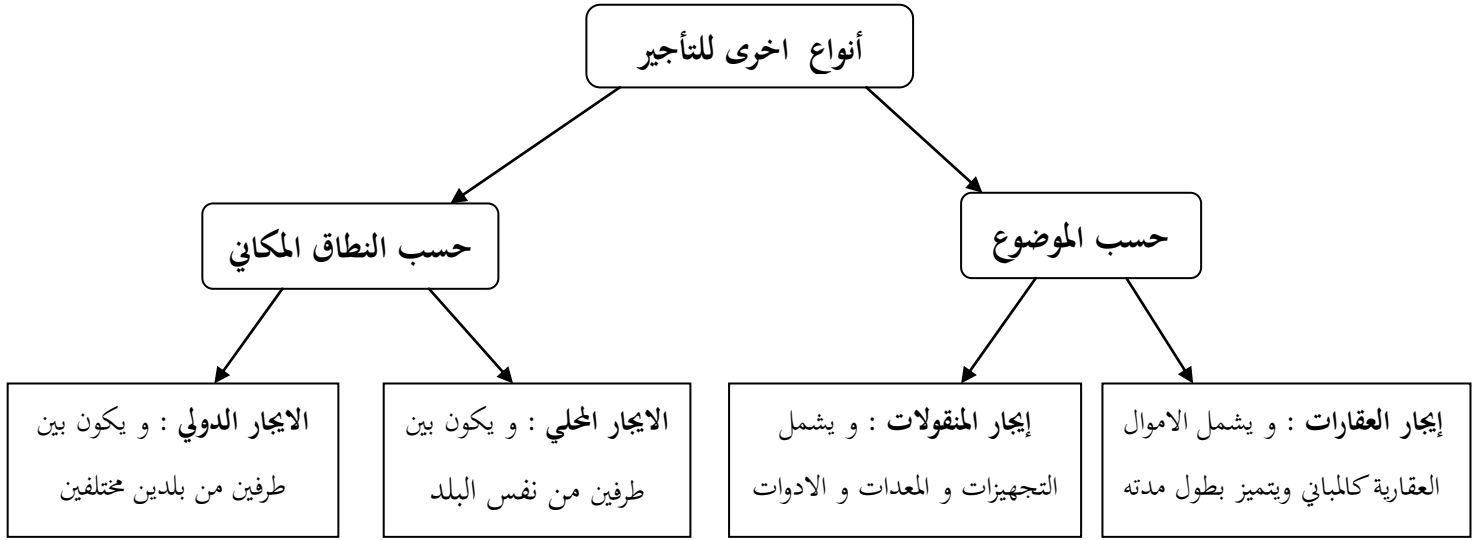 أنواع اخرى للتأجير
حسب الموضوع
حسب النطاق المكاني
إيجار العقارات : و يشمل الاموال
العقارية كالمباني ويتميز بطول مدته
إيجار المنقولات : و يشمل
التجهيزات و المعدات و الادوات
الايجار المحلي : و يكون بين
طرفين من نفس البلد
الايجار الدولي : و يكون بين
طرفين من بلدين مختلفين